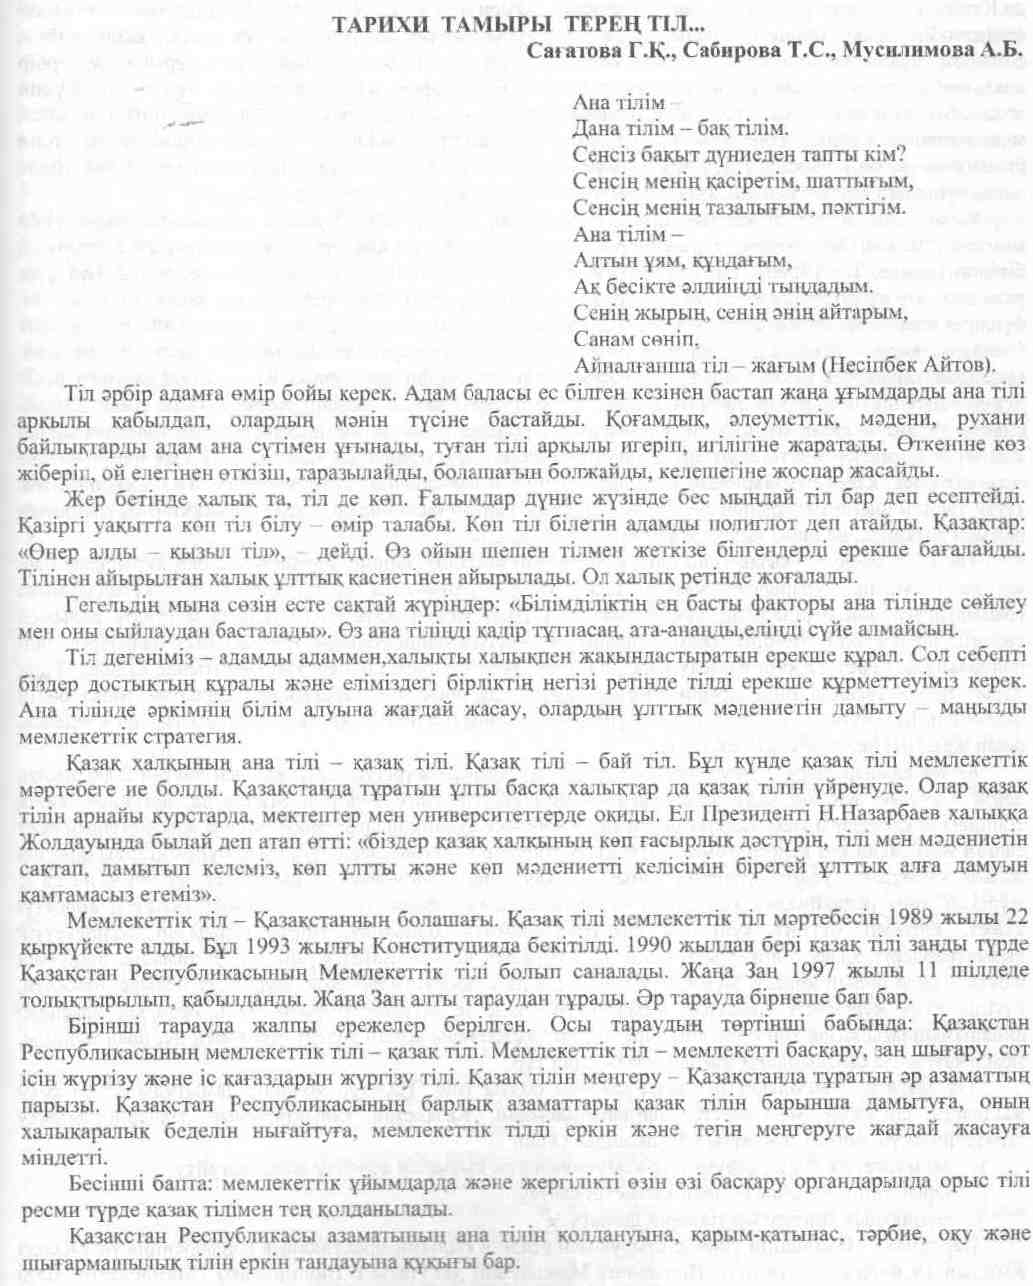 ТАРИХИ ТАМЫРЫ ТЕРЕҢ ТІЛ...
Сағатова Г.Қ., Сабирова Т.С., Мусилимова А.Б.
Ана тілім –
Дана тілім – бақ тілім.
Сенсіз бақыт дүниеден тапты кім?
Сенсің менің қасіретім, шаттығым,
Сенсің менің тазалығым, пәктігім.
Ана тілім –
Алтын ұям, құндағым,
Ақ бесікте әлдиіңді тыңдадым.
Сенің жырың, сенің әнің айтарым,
Санам сөніп,
Айналғанша тіл – жағым (Несіпбек Айтов).
Тіл әрбір адамға өмір бойы керек. Адам баласы ес білген кезінен бастап жаңа ұғымдарды ана тілі
арқылы қабылдап, олардың мәнін түсіне бастайды. Қоғамдық, әлеуметтік, мәдени, рухани
байлықтарды адам ана сүтімен ұғынады, туған тілі арқылы игеріп, игілігіне жаратады. Өткеніне көз
жіберіп, ой елегінен өткізіп, таразылайды, болашағын болжайды, келешегіне жоспар жасайды.
Жер бетінде халық та, тіл де көп. Ғалымдар дүние жүзінде бес мыңдай тіл бар деп есептейді.
Қазіргі уақытта көп тіл білу – өмір талабы. Көп тіл білетін адамды полиглот деп атайды. Қазақтар:
«Өнер алды – қызыл тіл», – дейді. Өз ойын шешен тілмен жеткізе білгендерді ерекше бағалайды.
Тілінен айырылған халық ұлттық қасиетінен айырылады. Ол халық ретінде жоғалады.
Гегельдің мына сөзін есте сақтай жүріңдер: «Білімділіктің ең басты факторы ана тілінде сөйлеу
мен оны сыйлаудан басталады». Өз ана тіліңді қадір тұтпасаң, ата-анаңды,еліңді сүйе алмайсың.
Тіл дегеніміз – адамды адаммен,халықты халықпен жақындастыратын ерекше құрал. Сол себепті
біздер достықтың құралы және еліміздегі бірліктің негізі ретінде тілді ерекше құрметтеуіміз керек.
Ана тілінде әркімнің білім алуына жағдай жасау, олардың ұлттық мәдениетін дамыту – маңызды
мемлекеттік стратегия.
Қазақ халқының ана тілі – қазақ тілі. Қазақ тілі – бай тіл. Бұл күнде қазақ тілі мемлекеттік
мәртебеге ие болды. Қазақстанда тұратын ұлты басқа халықтар да қазақ тілін үйренуде. Олар қазақ
тілін арнайы курстарда, мектептер мен университеттерде оқиды. Ел Президенті Н.Назарбаев халыққа
Жолдауында былай деп атап өтті: «біздер қазақ халқының көп ғасырлық дәстүрін, тілі мен мәдениетін
сақтап, дамытып келеміз, көп ұлтты және көп мәдениетті келісімін бірегей ұлттық алға дамуын
қамтамасыз етеміз».
Мемлекеттік тіл – Қазақстанның болашағы. Қазақ тілі мемлекеттік тіл мәртебесін 1989 жылы 22
қыркүйекте алды. Бұл 1993 жылғы Конституцияда бекітілді. 1990 жылдан бері қазақ тілі заңды түрде
Қазақстан Республикасының Мемлекеттік тілі болып саналады. Жаңа Заң 1997 жылы 11 шілдеде
толықтырылып, қабылданды. Жаңа Заң алты тараудан тұрады. Әр тарауда бірнеше бап бар.
Бірінші тарауда жалпы ережелер берілген. Осы тараудың төртінші бабында: Қазақстан
Республикасының мемлекеттік тілі – қазақ тілі. Мемлекеттік тіл – мемлекетті басқару, заң шығару, сот
ісін жүргізу және іс қағаздарын жүргізу тілі. Қазақ тілін меңгеру – Қазақстанда тұратын әр азаматтың
парызы. Қазақстан Республикасының барлық азаматтары қазақ тілін барынша дамытуға, оның
халықаралық беделін нығайтуға, мемлекеттік тілді еркін және тегін меңгеруге жағдай жасауға
міндетті.
Бесінші бапта: мемлекеттік ұйымдарда және жергілікті өзін өзі басқару органдарында орыс тілі
ресми түрде қазақ тілімен тең қолданылады.
Қазақстан Республикасы азаматының ана тілін қолдануына, қарым-қатынас, тәрбие, оқу және
шығармашылық тілін еркін таңдауына құқығы бар.